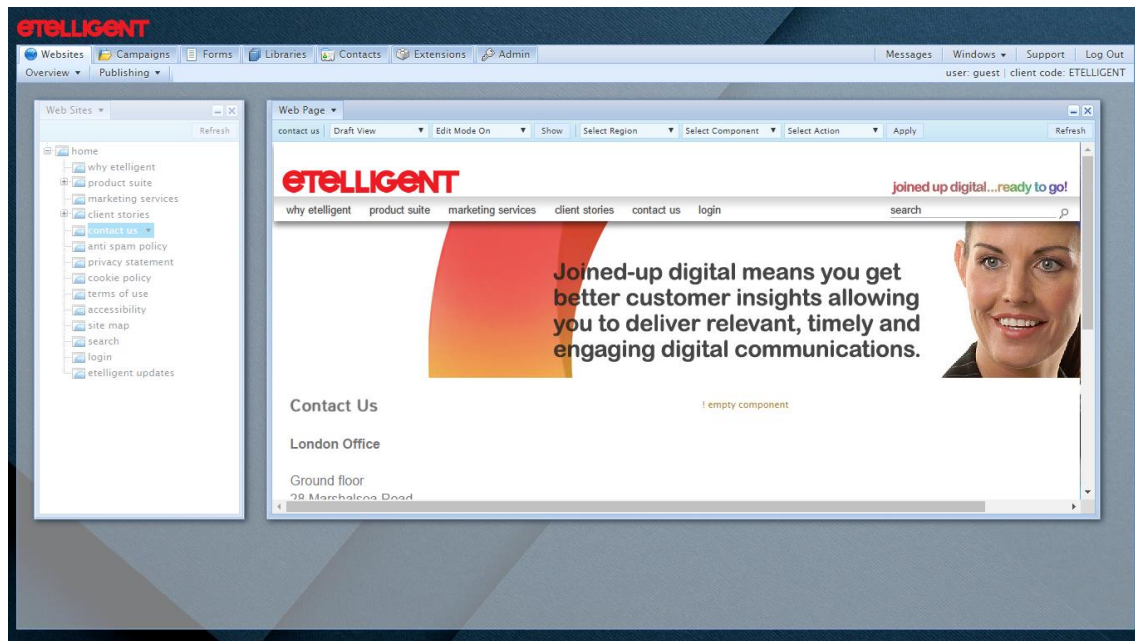 eTELLIGeNT
Websites Campaigns Forms Libraries Contacts Extensions Admin Messages Windows Support Log Out
Overview Publishing user: guest | client code: ETELLIGENT
Web Sites
Refresh
home
why etelligent
product suite
marketing services
client stories
contact us
anti spam policy
privacy statement
cookie policy
terms of use
accessibility
site map
search
login
etelligent updates
Web Page
contact us Draft View Edit Mode On Show Select Region Select Component Select Action Apply Refresh
eTELLIGeNT
joined up digital...ready to go!
why etelligent product suite marketing services client stories contact us login search
Joined-up digital means you get
better customer insights allowing
you to deliver relevant, timely and
engaging digital communications.
Contact Us
! empty component
London Office
Ground floor
28 Marshalsea Road